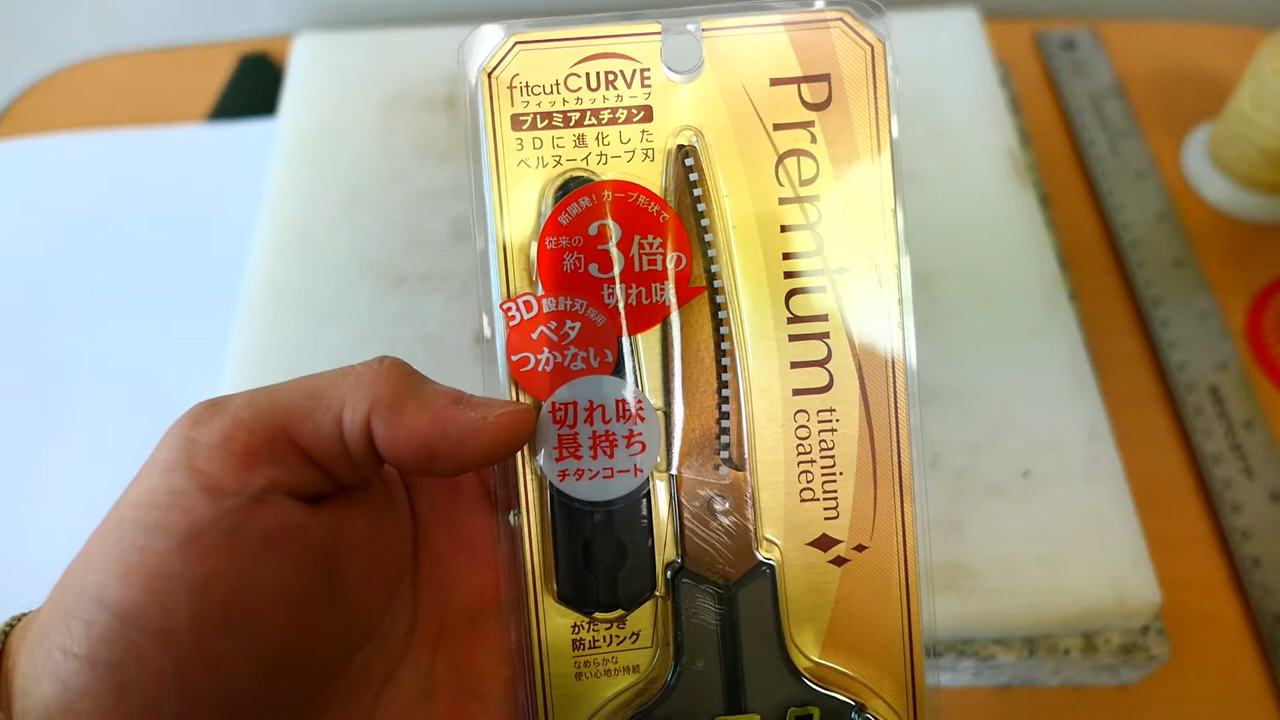 fitcutCURVE
フィットカットカーブ
プレミアムチタン
3Dに進化した
ベルヌーイカーブ刃
新開発!カーブ形状で
従来の
約3倍の
切れ味
3D設計刃採用
ベタ
つかない
切れ味
長持ち
チタンコート
がたつき
防止リング
なめらかな
使い心地が持続
Premium
titanium
coated